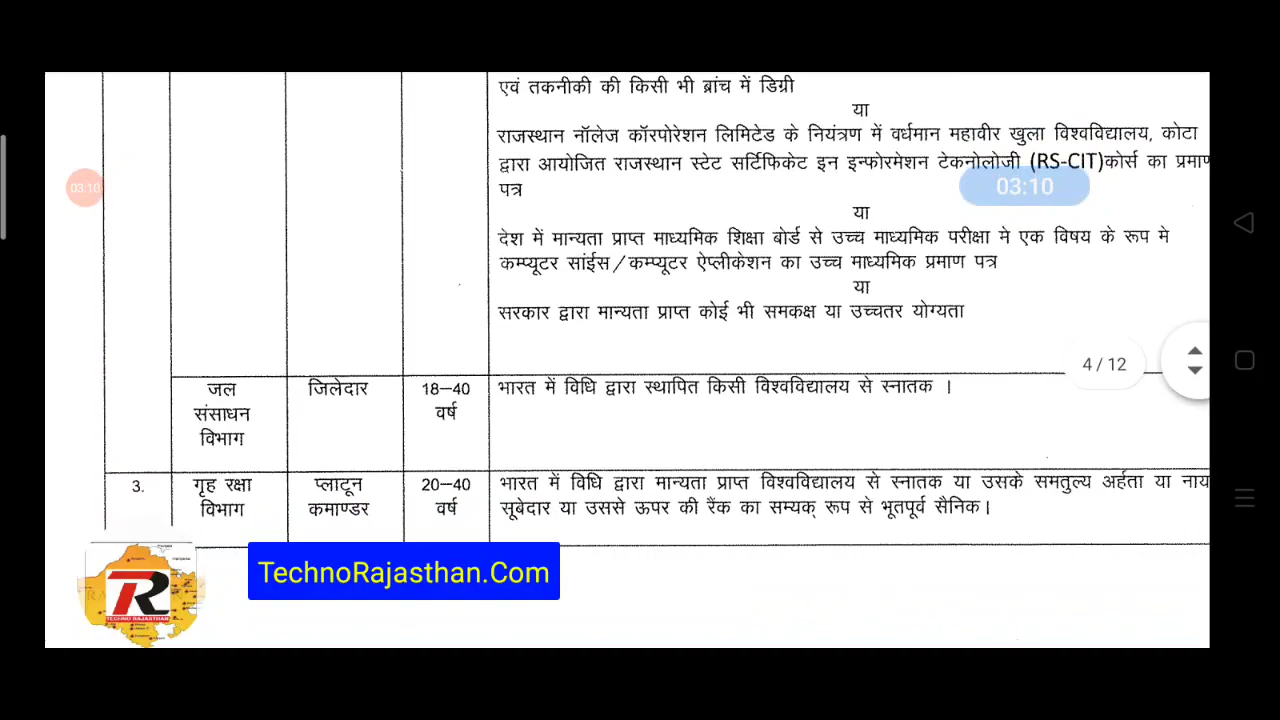 एवं तकनीकी की किसी भी ब्रांच में डिग्री
या
राजस्थान नॉलेज कॉरपोरेशन लिमिटेड के नियंत्रण में वर्धमान महावीर खुला विश्वविद्यालय, कोटा
द्वारा आयोजित राजस्थान स्टेट सर्टिफिकेट इन इन्फोरमेशन टेकनोलोजी (RS-CIT)कोर्स का प्रमाण
पत्र
03:10
03:10
या
देश में मान्यता प्राप्त माध्यमिक शिक्षा बोर्ड से उच्च माध्यमिक परीक्षा मे एक विषय के रूप मे
कम्प्यूटर सांईस/कम्प्यूटर ऐप्लीकेशन का उच्च माध्यमिक प्रमाण पत्र
या
सरकार द्वारा मान्यता प्राप्त कोई भी समकक्ष या उच्चतर योग्यता
4 / 12
जल जिलेदार 18–40 भारत में विधि द्वारा स्थापित किसी विश्वविद्यालय से स्नातक ।
संसाधन वर्ष
विभाग
3. गृह रक्षा प्लाटून 20–40 भारत में विधि द्वारा मान्यता प्राप्त विश्वविद्यालय से स्नातक या उसके समतुल्य अर्हता या
विभाग कमाण्डर वर्ष सूबेदार या उससे ऊपर की रैंक का सम्यक् रूप से भूतपूर्व सैनिक।
TechnoRajasthan.Com
TR
TECHNO RAJASTHAN